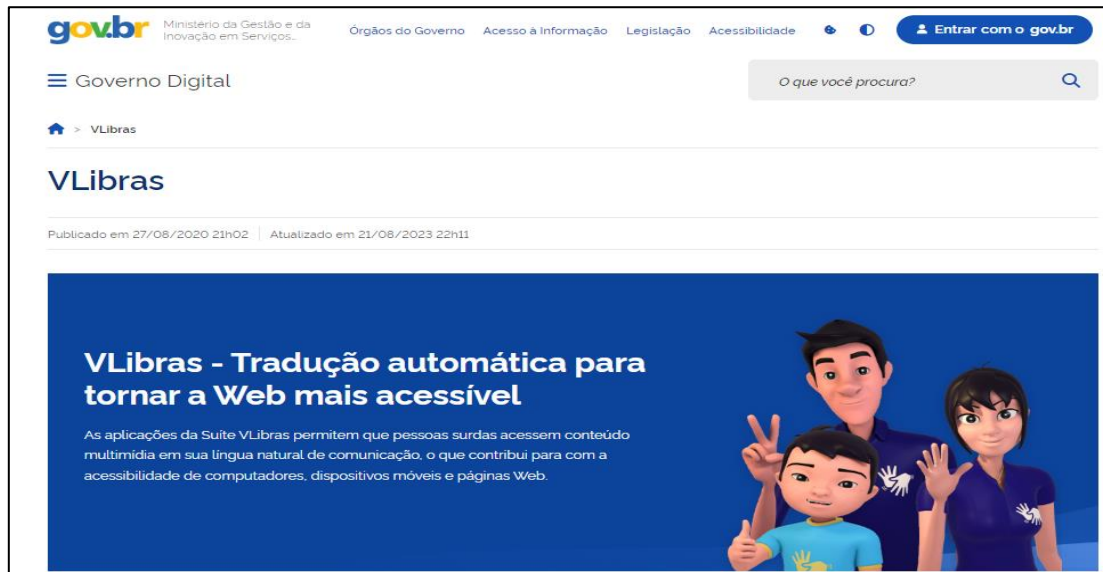 gov.br
Ministério da Gestão e da
Inovação em Serviços...
Órgãos do Governo Acesso à Informação Legislação Acessibilidade
Entrar com o gov.br
Governo Digital
O que você procura?
> VLibras
VLibras
Publicado em 27/08/2020 21h02 | Atualizado em 21/08/2023 22h11
VLibras - Tradução automática para
tornar a Web mais acessível
As aplicações da Suíte VLibras permitem que pessoas surdas acessem conteúdo
multimídia em sua língua natural de comunicação, o que contribui para com a
acessibilidade de computadores, dispositivos móveis e páginas Web.